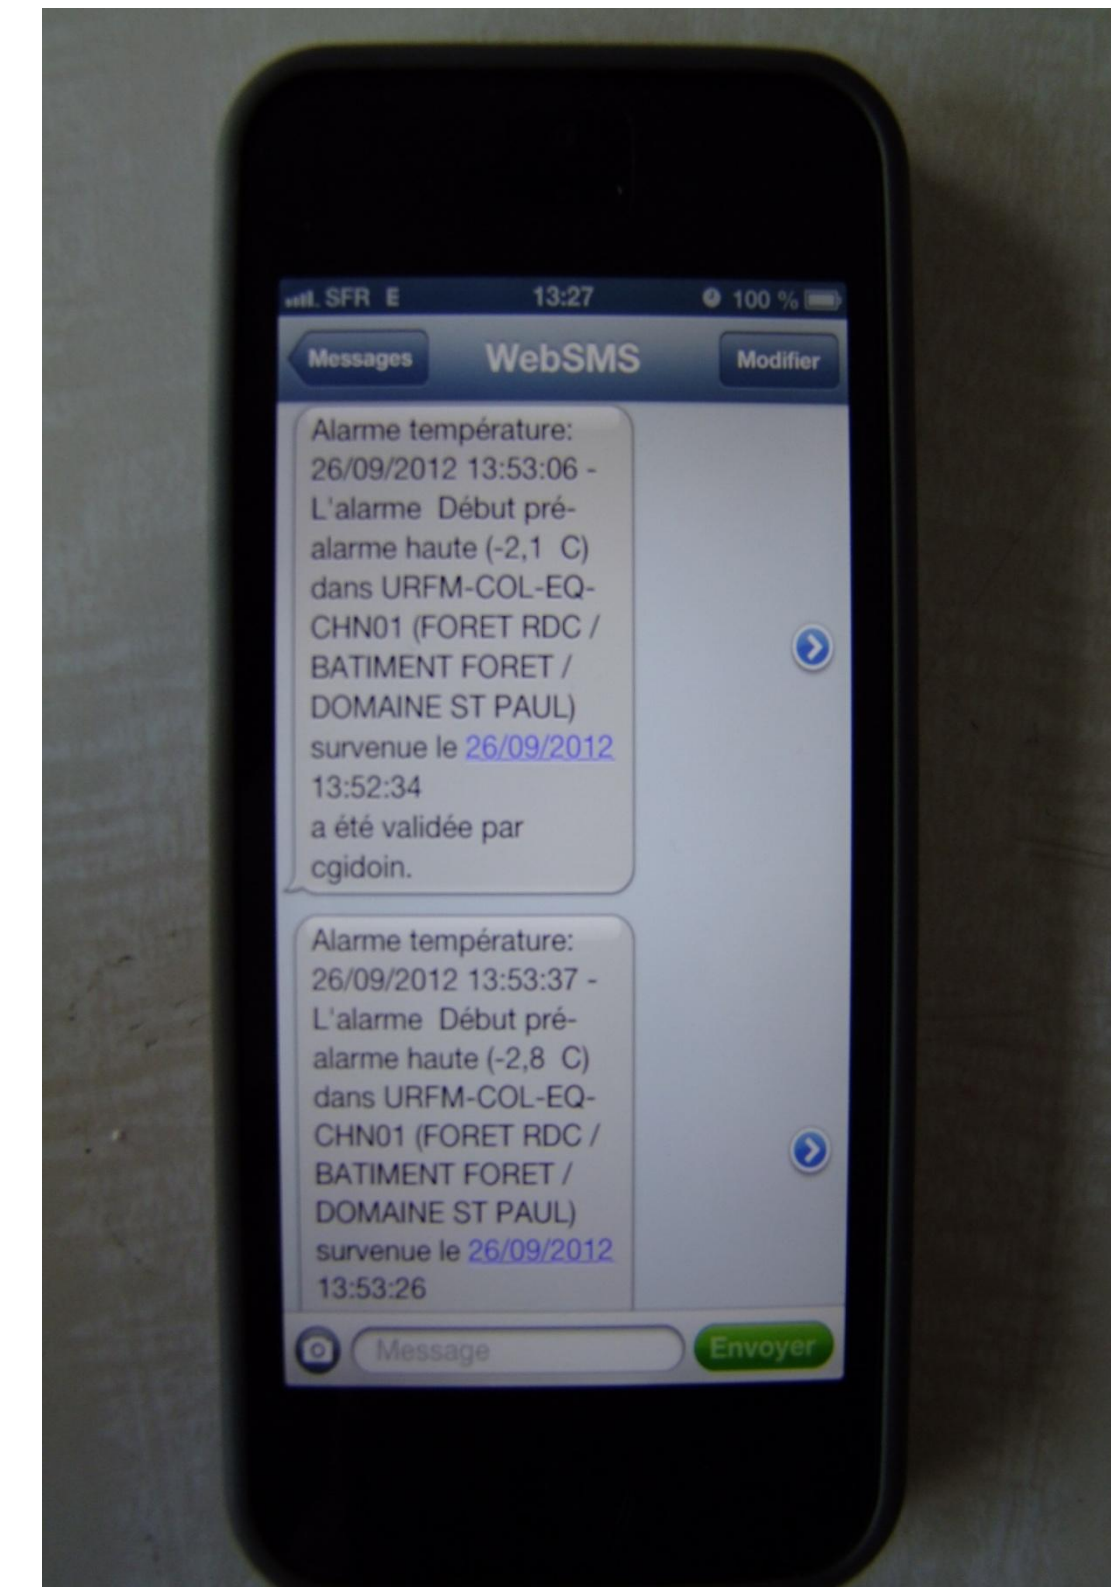 SFR E 13:27 100 %
Messages WebSMS Modifier
Alarme température:
26/09/2012 13:53:06 -
L'alarme Début pré-
alarme haute (-2,1 C)
dans URFM-COL-EQ-
CHN01 (FORET RDC /
BATIMENT FORET /
DOMAINE ST PAUL)
survenue le 26/09/2012
13:52:34
a été validée par
cgidoin.
Alarme température:
26/09/2012 13:53:37 -
L'alarme Début pré-
alarme haute (-2,8 C)
dans URFM-COL-EQ-
CHN01 (FORET RDC /
BATIMENT FORET /
DOMAINE ST PAUL)
survenue le 26/09/2012
13:53:26
Message Envoyer